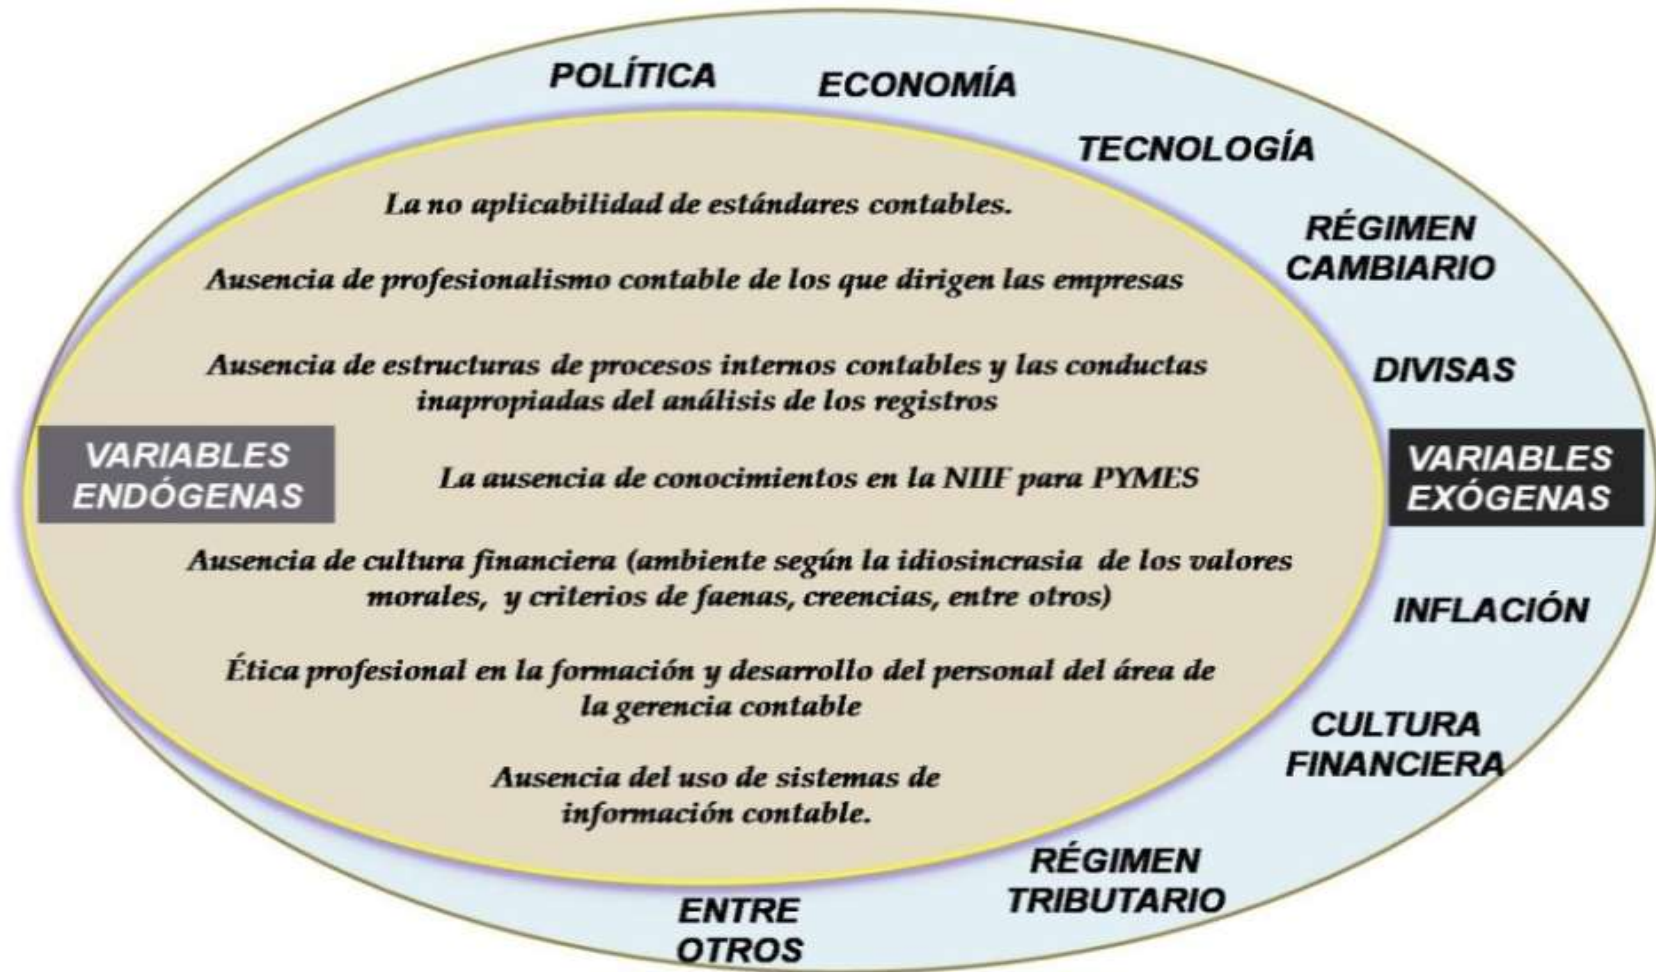 POLÍTICA
ECONOMÍA
TECNOLOGÍA
La no aplicabilidad de estándares contables.
RÉGIMEN
CAMBIARIO
Ausencia de profesionalismo contable de los que dirigen las empresas
Ausencia de estructuras de procesos internos contables y las conductas
inapropiadas del análisis de los registros
DIVISAS
VARIABLES
ENDÓGENAS
La ausencia de conocimientos en la NIIF para PYMES
VARIABLES
EXÓGENAS
Ausencia de cultura financiera (ambiente según la idiosincrasia de los valores
morales, y criterios de faenas, creencias, entre otros)
INFLACIÓN
Ética profesional en la formación y desarrollo del personal del área de
la gerencia contable
CULTURA
FINANCIERA
Ausencia del uso de sistemas de
información contable.
RÉGIMEN
TRIBUTARIO
ENTRE
OTROS